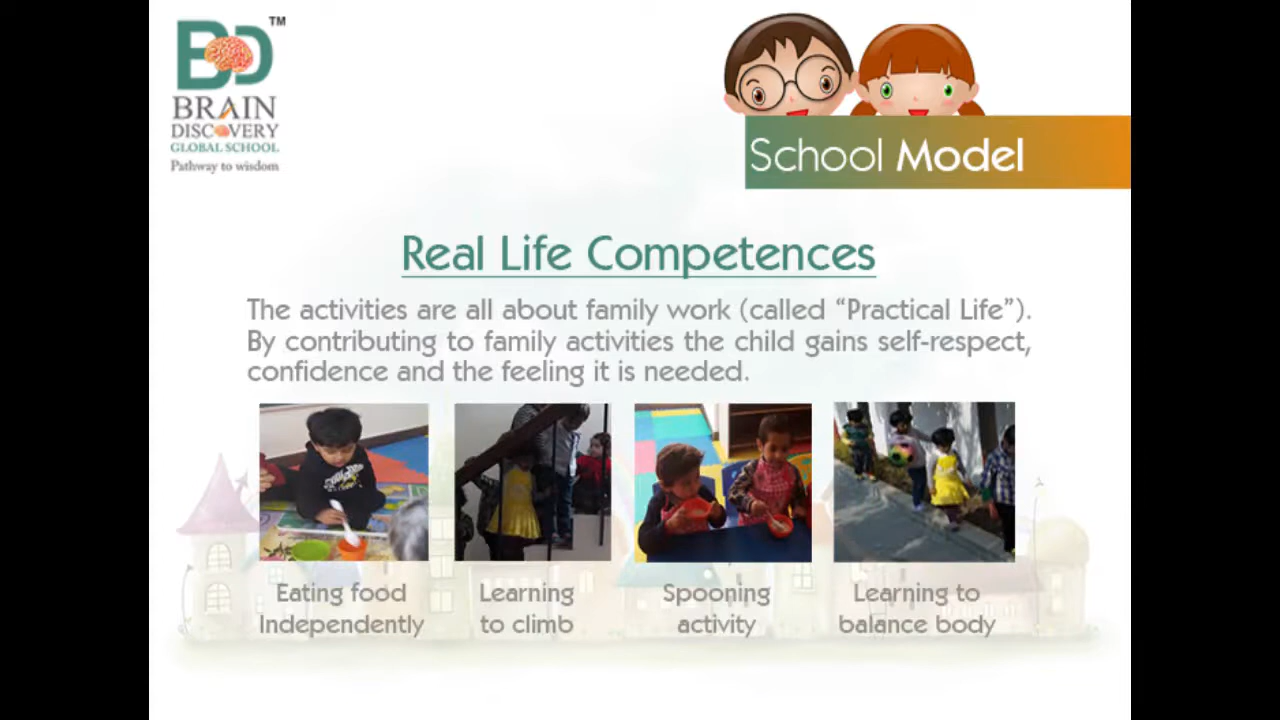 BD™
BRAIN
DISCOVERY
GLOBAL SCHOOL
Pathway to wisdom
School Model
Real Life Competences
The activities are all about family work (called “Practical Life”).
By contributing to family activities the child gains self-respect,
confidence and the feeling it is needed.
Eating food
Independently
Learning
to climb
Spooning
activity
Learning to
balance body